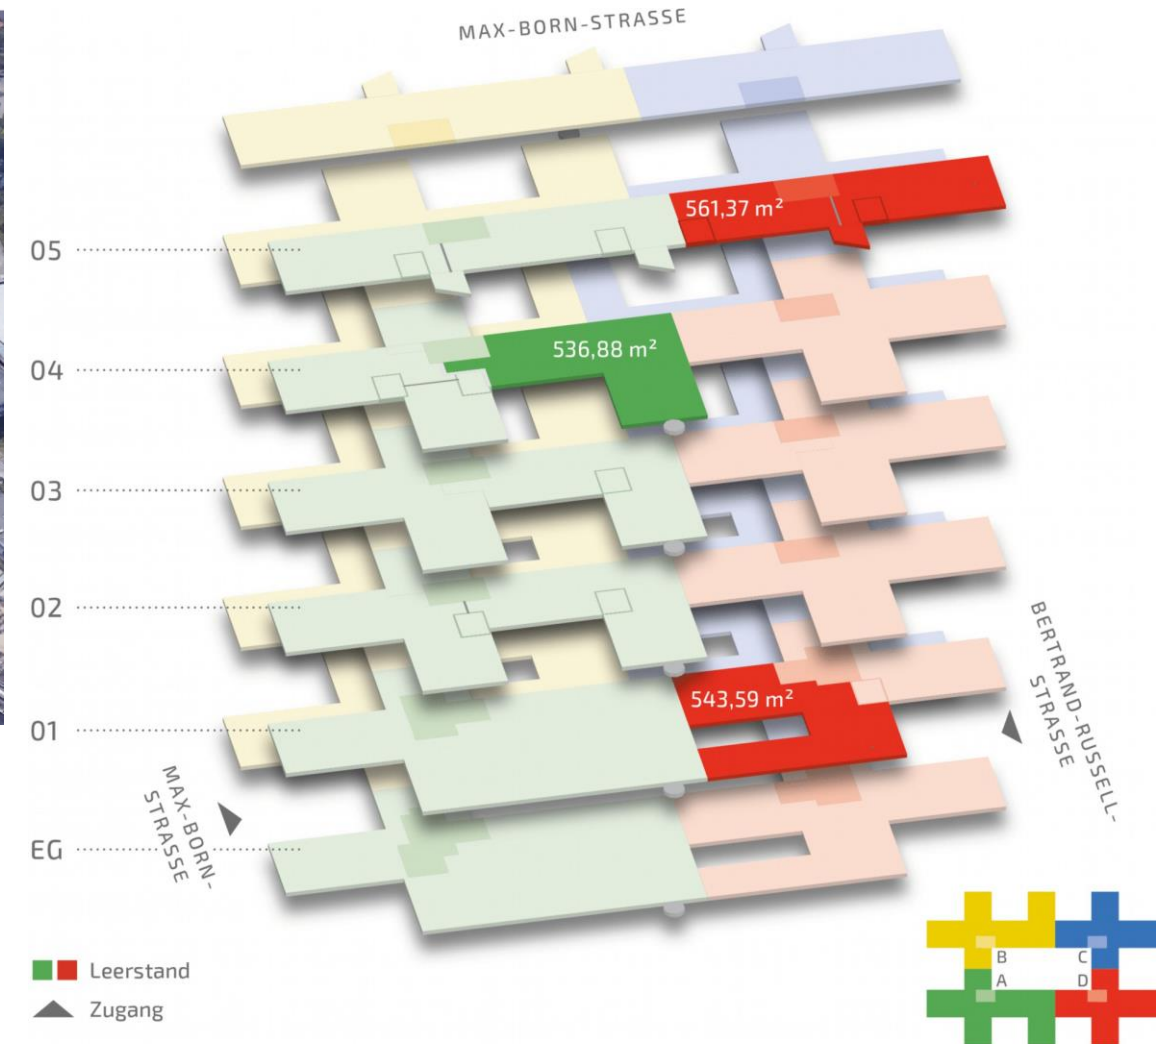 MAX-BORN-STRASSE
561,37 m²
05
536,88 m²
04
03
02
543,59 m²
01
BERTRAND-RUSSELL-
STRASSE
MAX-BORN-
STRASSE
EG
Leerstand
Zugang
B
C
A
D